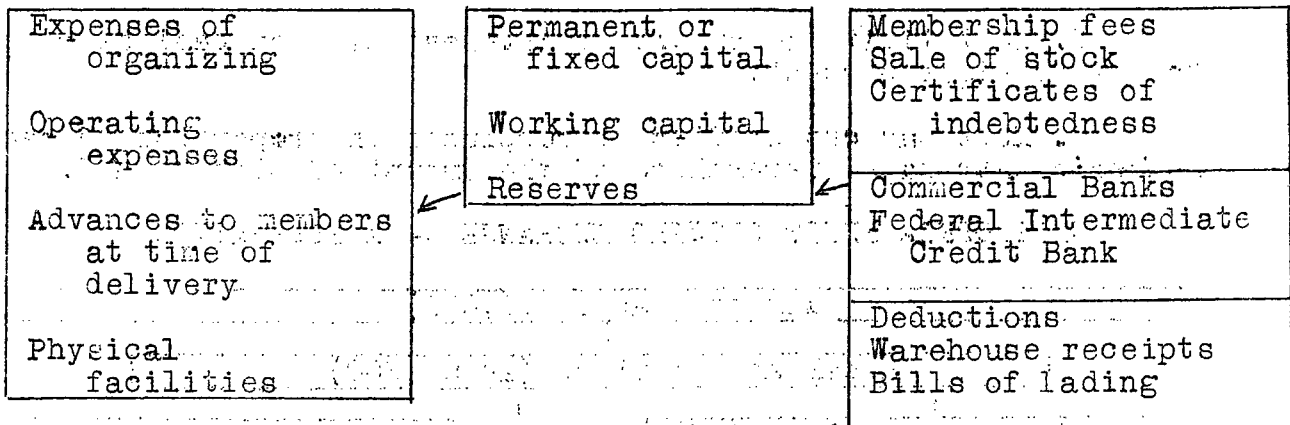 Expenses of
organizing
Operating
expenses
Advances to members
at time of
delivery
Physical
facilities
Permanent or
fixed capital
Working capital
Reserves
Membership fees
Sale of stock
Certificates of
indebtedness
Commercial Banks
Federal Intermediate
Credit Bank
Deductions
Warehouse receipts
Bills of lading